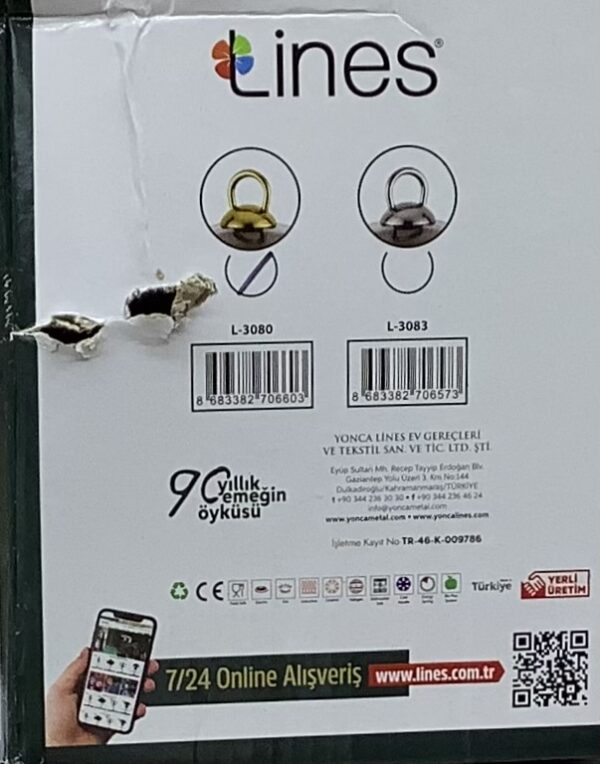 Lines®
L-3080
L-3083
8 683382 706603
8 683382 706573
YONCA LİNES EV GEREÇLERİ
VE TEKSTİL SAN. VE TİC. LTD. ŞTİ.
Eyüp Sultan Mh. Recep Tayyip Erdoğan Blv.
Gaziantep Yolu Üzeri 3. Km. No:144
Dulkadiroğlu/Kahramanmaraş/TÜRKİYE
t +90 344 236 30 30 • f +90 344 236 46 24
info@yoncametal.com
www.yoncametal.com • www.yoncalines.com
90 yıllık
emeğin
öyküsü
İşletme Kayıt No TR-46-K-009786
CE
Türkiye
YERLİ
ÜRETİM
7/24 Online Alışveriş www.lines.com.tr